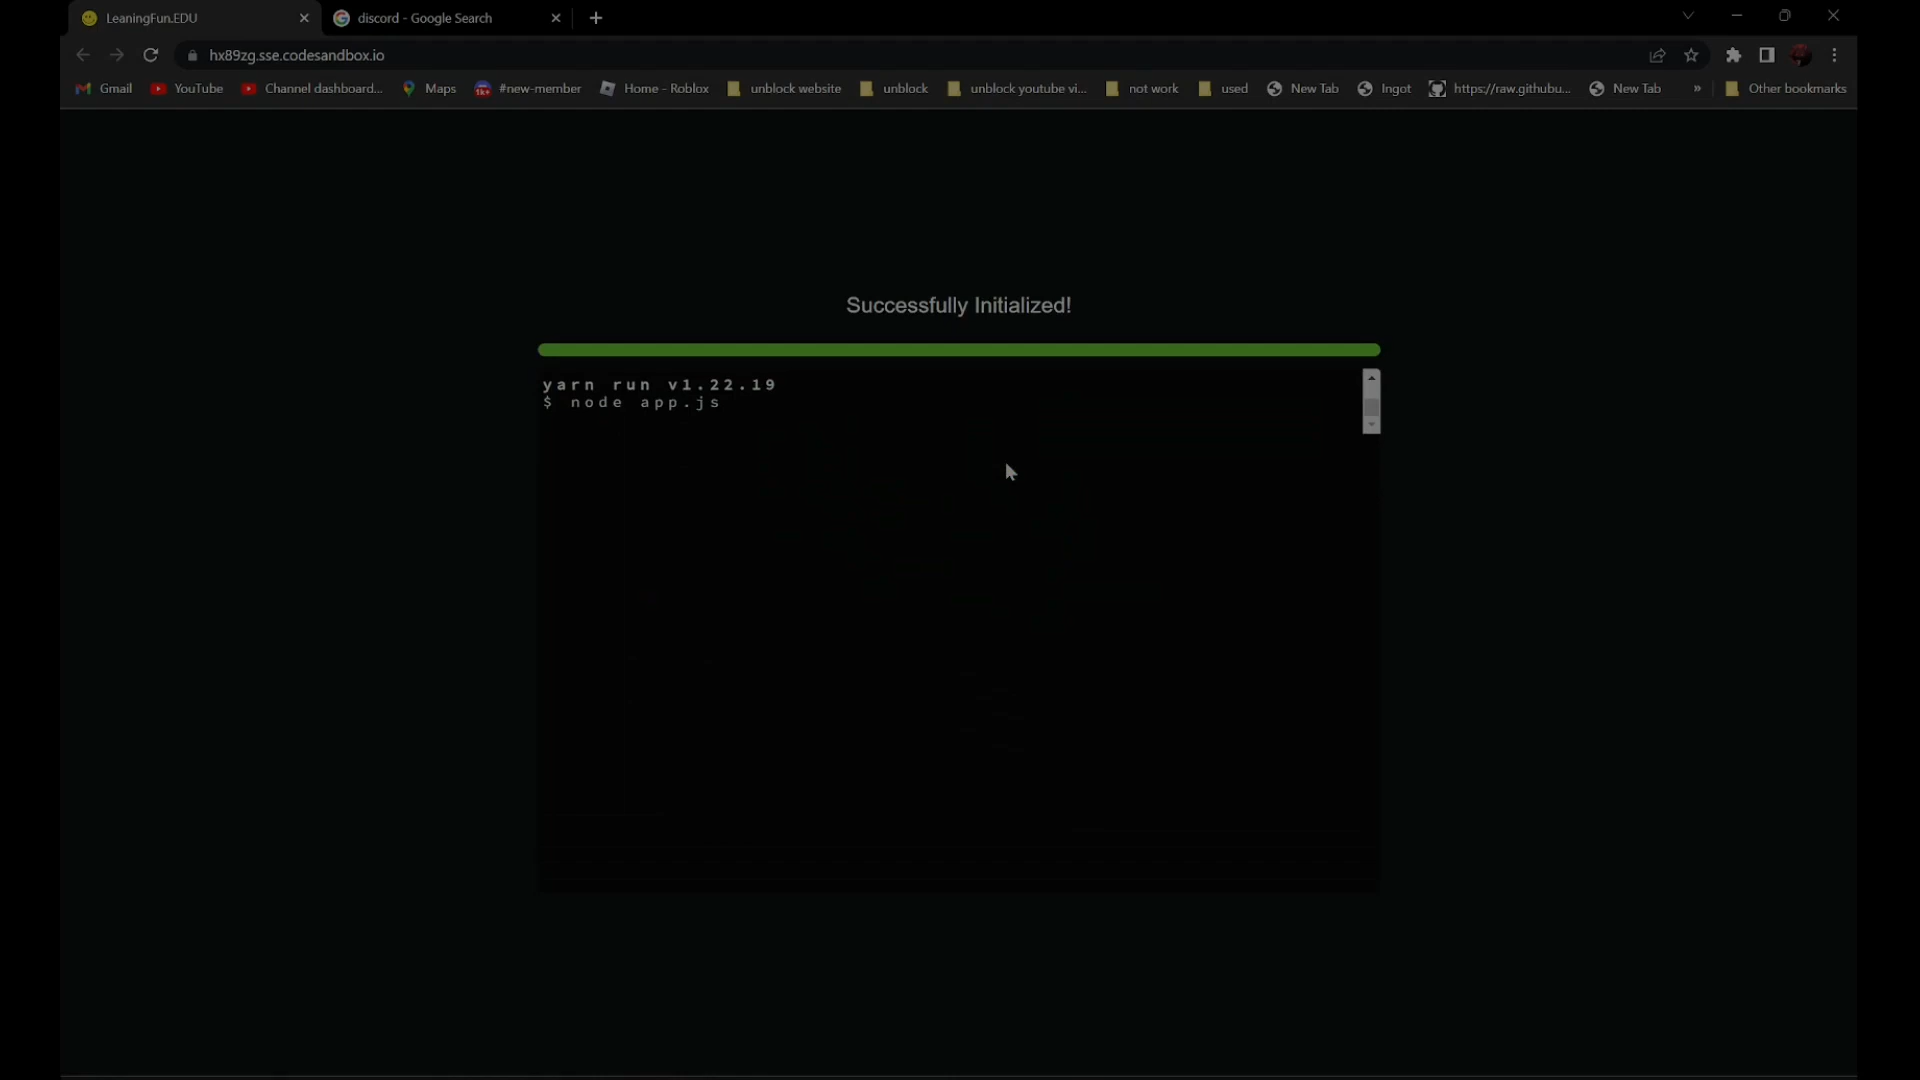 LeaningFun.EDU
discord - Google Search
hx89zg.sse.codesandbox.io
Gmail YouTube Channel dashboard... Maps #new-member Home - Roblox unblock website unblock unblock youtube vi... not work used New Tab Ingot https://raw.githubu... New Tab » Other bookmarks
Successfully Initialized!
yarn run v1.22.19
$ node app.js